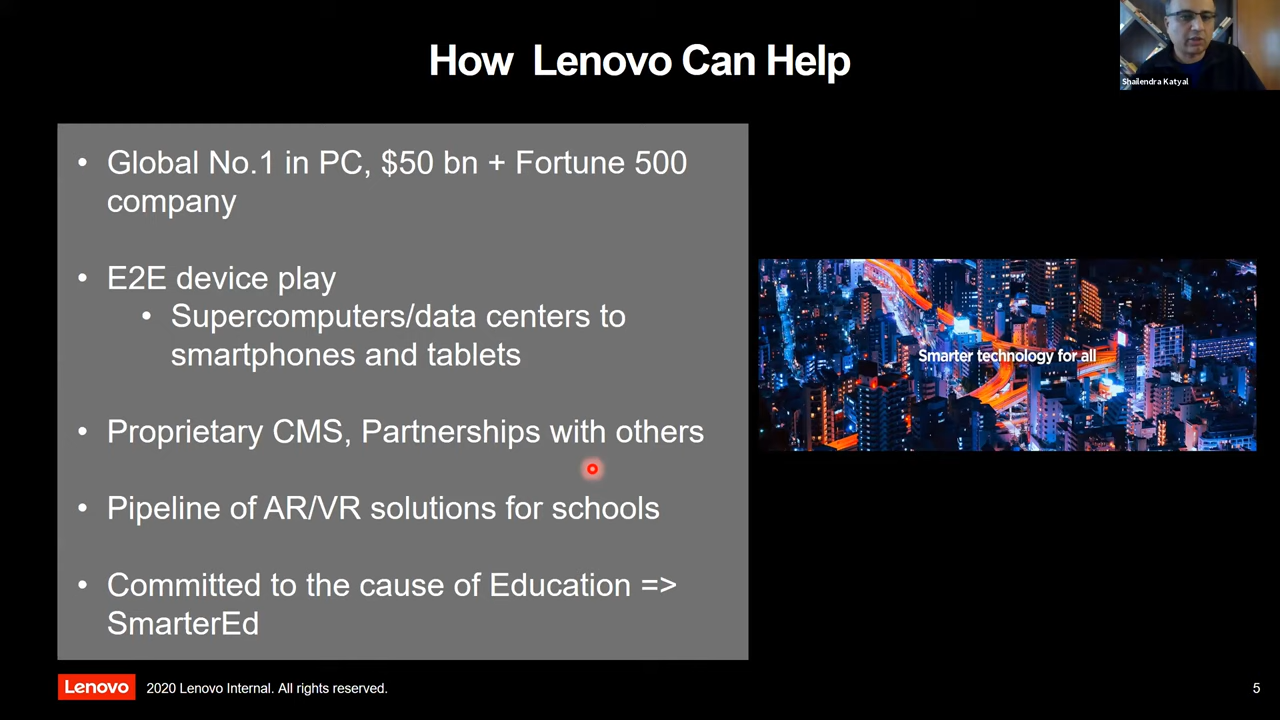 How  Lenovo Can Help
Shailendra Katyal
• Global No.1 in PC, $50 bn + Fortune 500
company
• E2E device play
• Supercomputers/data centers to
smartphones and tablets
• Proprietary CMS, Partnerships with others
• Pipeline of AR/VR solutions for schools
• Committed to the cause of Education =>
SmarterEd
Smarter technology for all
Lenovo 2020 Lenovo Internal. All rights reserved.
5